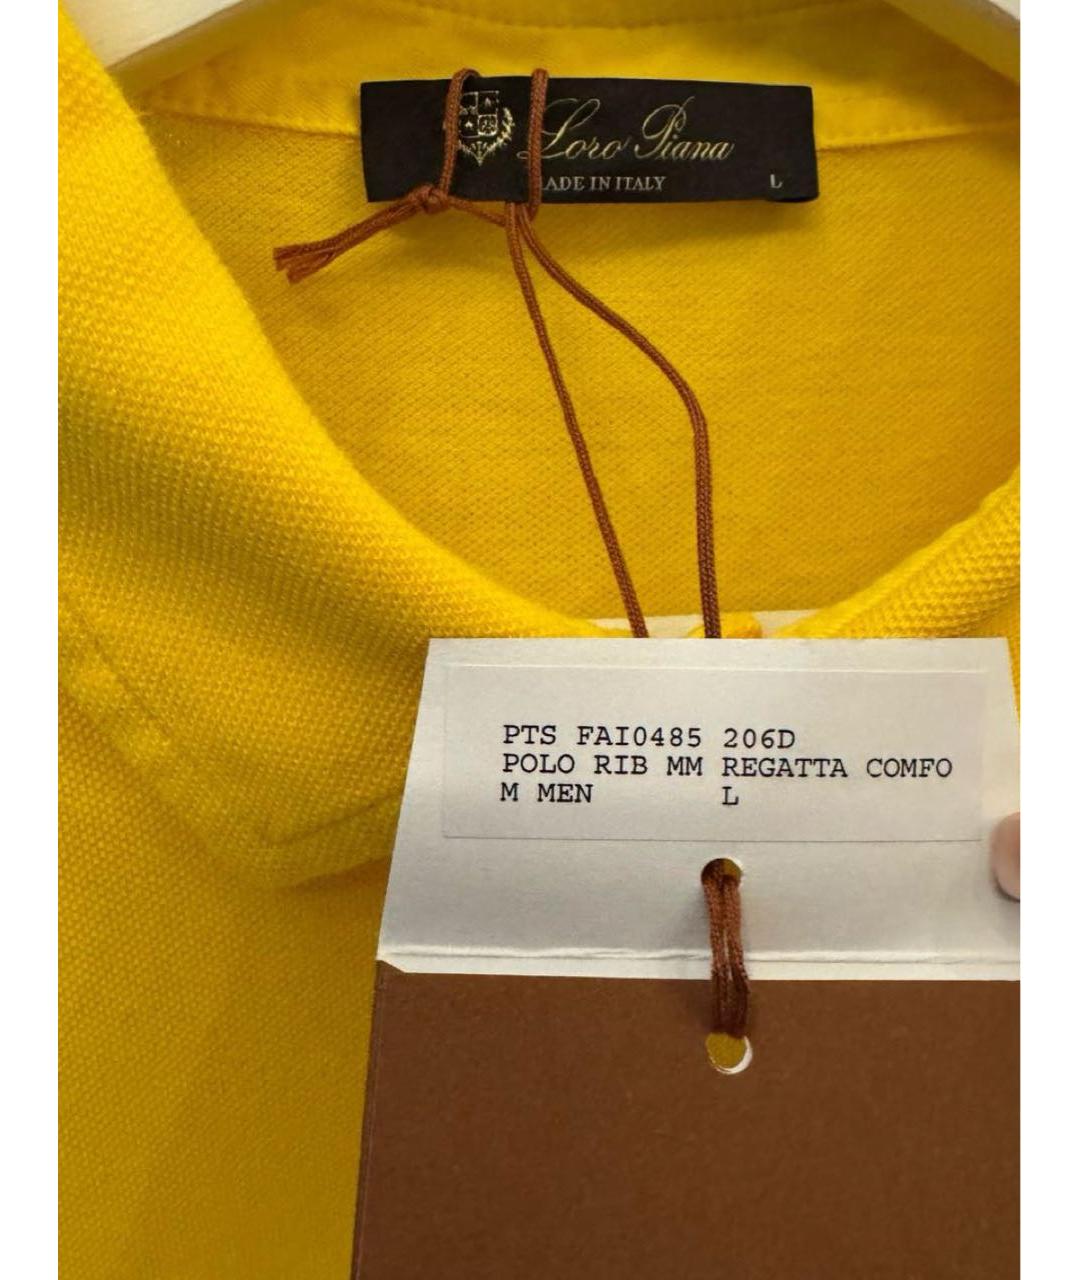 Loro Piana
ADE IN ITALY L
PTS FAI0485 206D
POLO RIB MM REGATTA COMFO
M MEN L